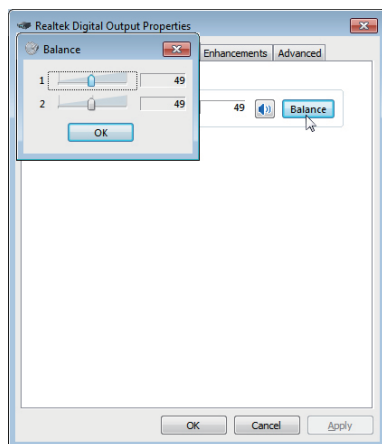 Realtek Digital Output Properties
Balance
Enhancements Advanced
1 49
2 49
OK
49 Balance
OK Cancel Apply